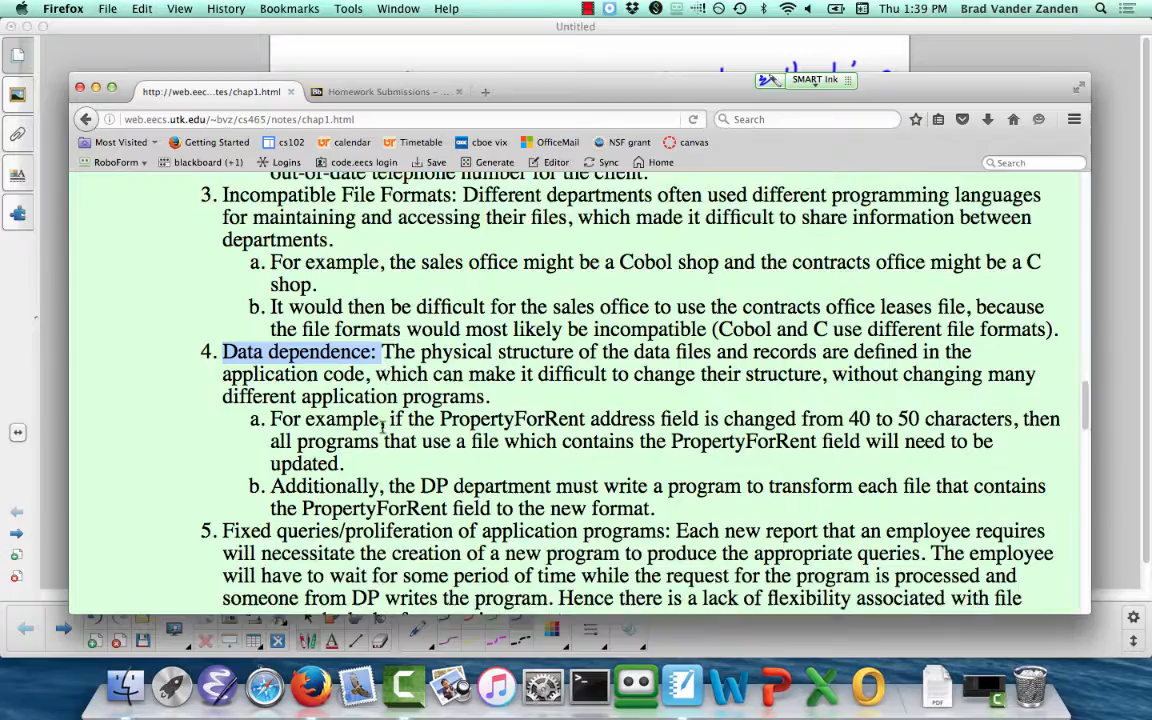 Firefox File Edit View History Bookmarks Tools Window Help Thu 1:39 PM Brad Vander Zanden
Untitled
SMART Ink
http://web.eec...tes/chap1.html Homework Submissions – ...
web.eecs.utk.edu/~bvz/cs465/notes/chap1.html Search
Most Visited Getting Started cs102 calendar Timetable cboe vix OfficeMail NSF grant canvas
RoboForm blackboard (+1) Logins code.eecs login Save Generate Editor Sync Home Search
out-of-date telephone number for the client.
3. Incompatible File Formats: Different departments often used different programming languages
for maintaining and accessing their files, which made it difficult to share information between
departments.
a. For example, the sales office might be a Cobol shop and the contracts office might be a C
shop.
b. It would then be difficult for the sales office to use the contracts office leases file, because
the file formats would most likely be incompatible (Cobol and C use different file formats).
4. Data dependence: The physical structure of the data files and records are defined in the
application code, which can make it difficult to change their structure, without changing many
different application programs.
a. For example, if the PropertyForRent address field is changed from 40 to 50 characters, then
all programs that use a file which contains the PropertyForRent field will need to be
updated.
b. Additionally, the DP department must write a program to transform each file that contains
the PropertyForRent field to the new format.
5. Fixed queries/proliferation of application programs: Each new report that an employee requires
will necessitate the creation of a new program to produce the appropriate queries. The employee
will have to wait for some period of time while the request for the program is processed and
someone from DP writes the program. Hence there is a lack of flexibility associated with file
PDF